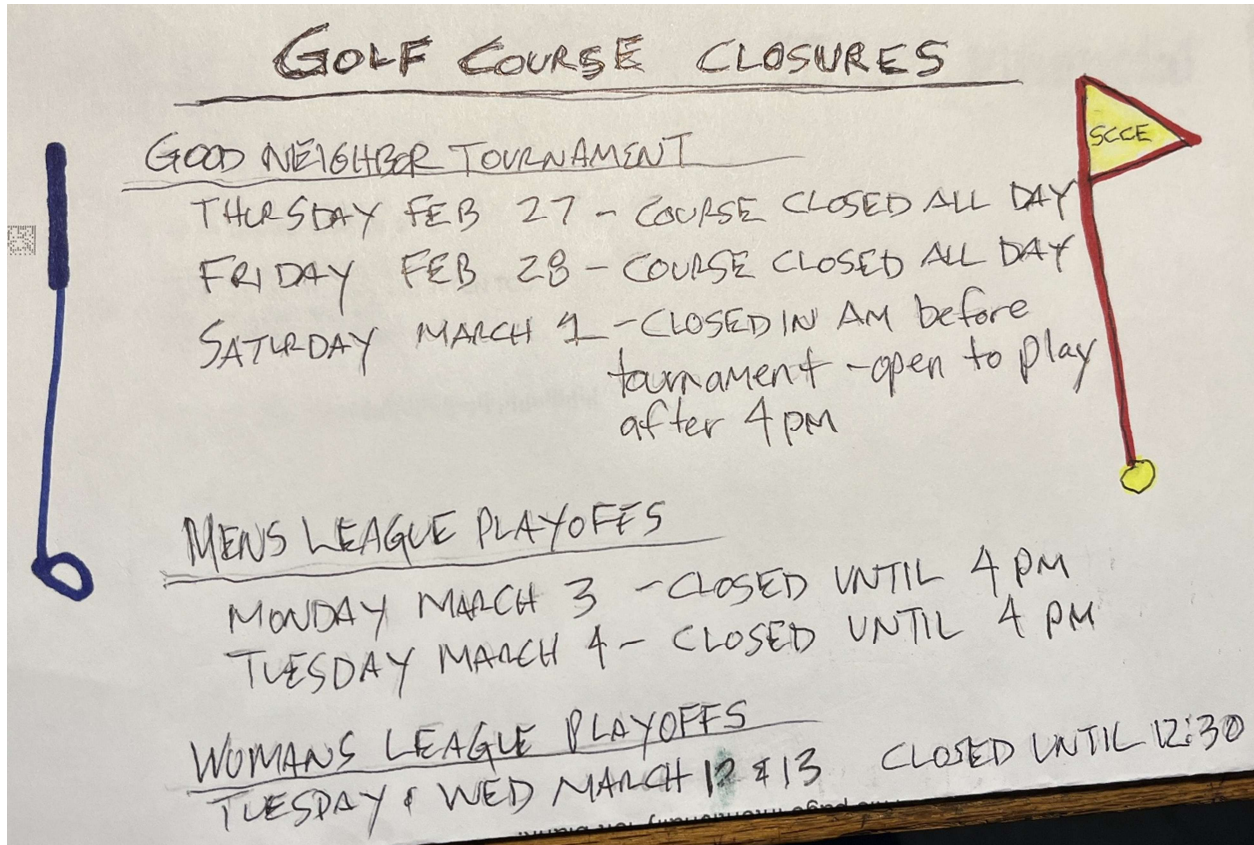 GOLF COURSE CLOSURES
SCCE
GOOD NEIGHBOR TOURNAMENT
THURSDAY FEB 27 - COURSE CLOSED ALL DAY
FRIDAY FEB 28 - COURSE CLOSED ALL DAY
SATURDAY MARCH 1 - CLOSED IN AM before
tournament - open to play
after 4 PM
MENS LEAGUE PLAYOFFS
MONDAY MARCH 3 - CLOSED UNTIL 4 PM
TUESDAY MARCH 4 - CLOSED UNTIL 4 PM
WOMANS LEAGUE PLAYOFFS
TUESDAY & WED MARCH 12 & 13 CLOSED UNTIL 12:30